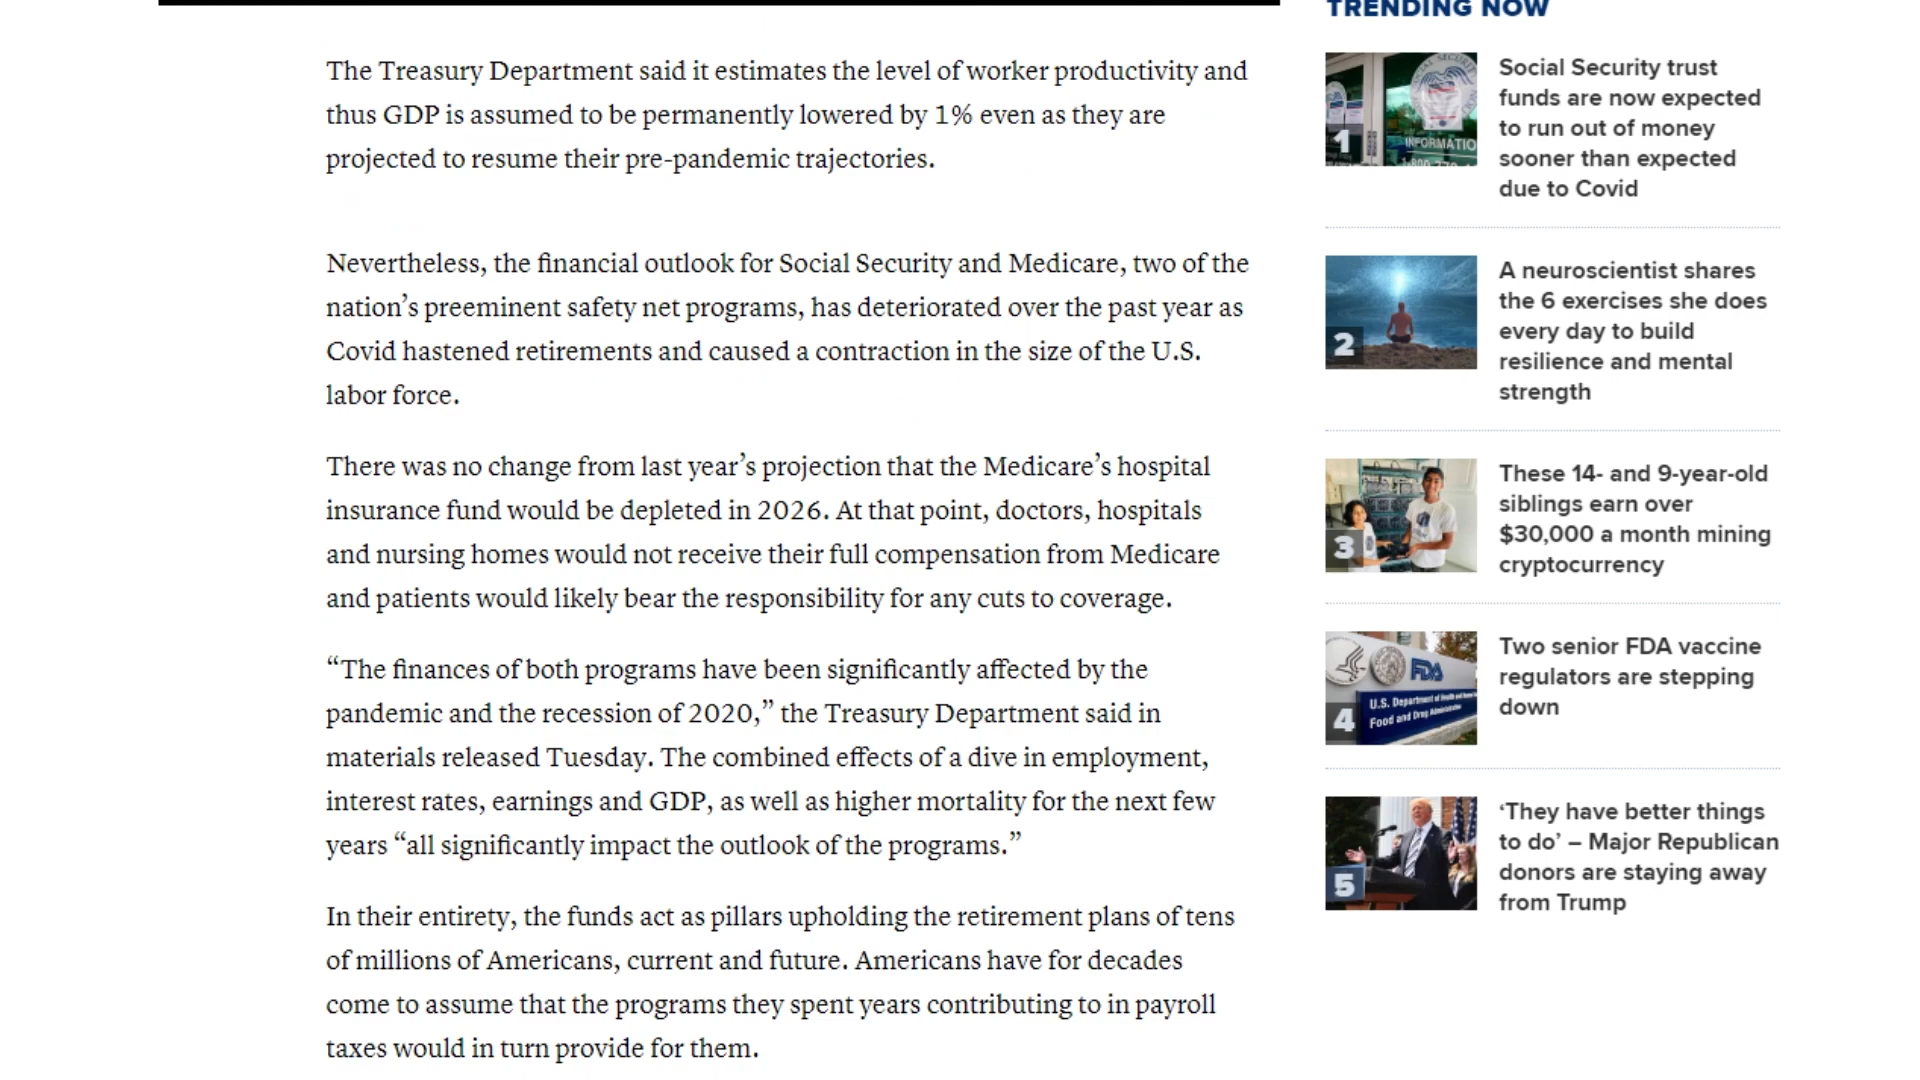 The Treasury Department said it estimates the level of worker productivity and
thus GDP is assumed to be permanently lowered by 1% even as they are
projected to resume their pre-pandemic trajectories.
Nevertheless, the financial outlook for Social Security and Medicare, two of the
nation’s preeminent safety net programs, has deteriorated over the past year as
Covid hastened retirements and caused a contraction in the size of the U.S.
labor force.
There was no change from last year’s projection that the Medicare’s hospital
insurance fund would be depleted in 2026. At that point, doctors, hospitals
and nursing homes would not receive their full compensation from Medicare
and patients would likely bear the responsibility for any cuts to coverage.
“The finances of both programs have been significantly affected by the
pandemic and the recession of 2020,” the Treasury Department said in
materials released Tuesday. The combined effects of a dive in employment,
interest rates, earnings and GDP, as well as higher mortality for the next few
years “all significantly impact the outlook of the programs.”
In their entirety, the funds act as pillars upholding the retirement plans of tens
of millions of Americans, current and future. Americans have for decades
come to assume that the programs they spent years contributing to in payroll
taxes would in turn provide for them.
TRENDING NOW
1
INFORMATIO
Social Security trust
funds are now expected
to run out of money
sooner than expected
due to Covid
2
A neuroscientist shares
the 6 exercises she does
every day to build
resilience and mental
strength
3
These 14- and 9-year-old
siblings earn over
$30,000 a month mining
cryptocurrency
4
FDA
U.S. Department of Health and
Food and Drug Administration
Two senior FDA vaccine
regulators are stepping
down
5
‘They have better things
to do’ – Major Republican
donors are staying away
from Trump